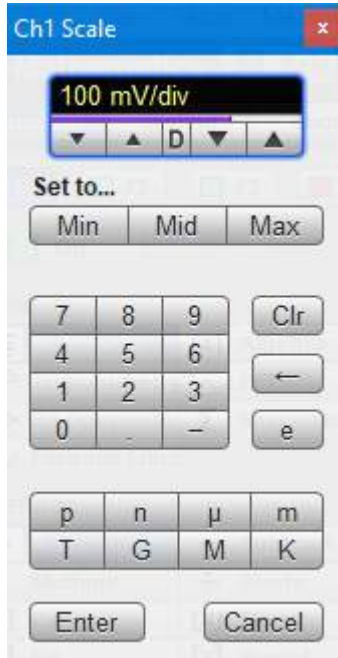 Ch1 Scale x
100 mV/div
D
Set to...
Min Mid Max
7 8 9 Clr
4 5 6 ←
1 2 3
0 . – e
p n µ m
T G M K
Enter Cancel